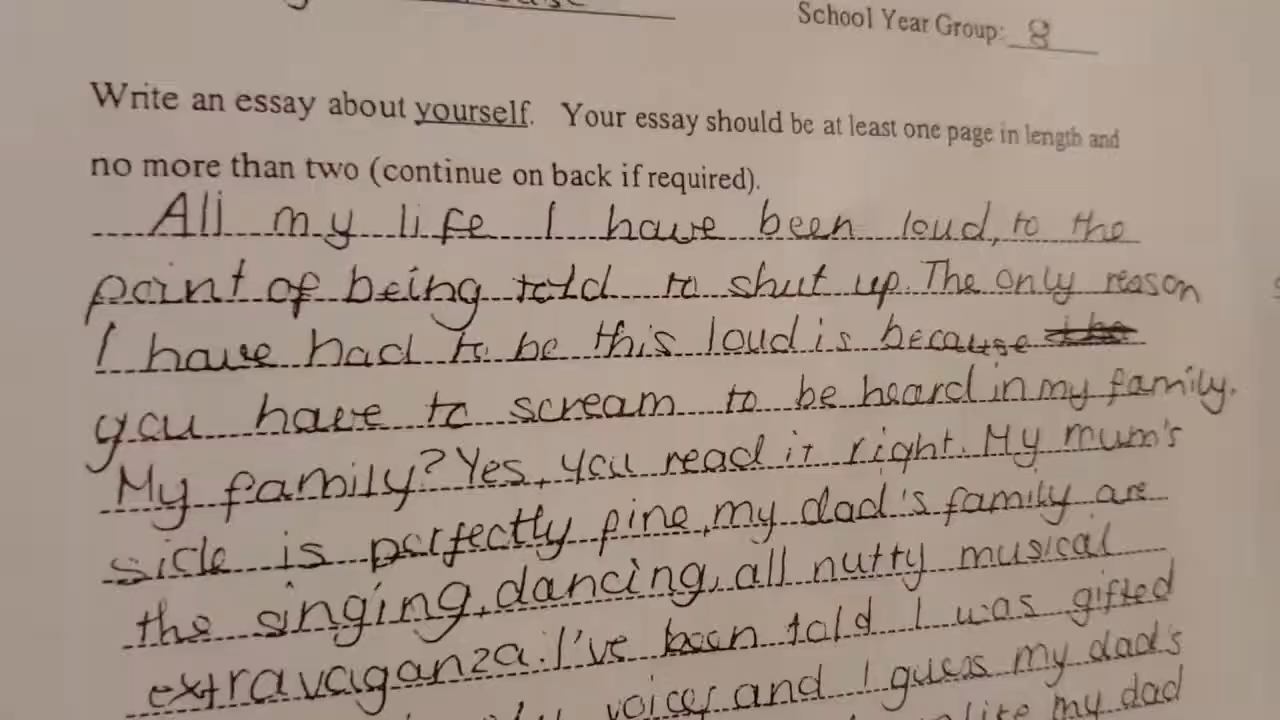 School Year Group: 8
Write an essay about yourself. Your essay should be at least one page in length and
no more than two (continue on back if required).
All my life I have been loud, to the
point of being told to shut up. The only reason
I have had to be this loud is because
you have to scream to be heard in my family.
My family? Yes, you read it right. My mum's
side is perfectly fine, my dad's family are
the singing, dancing, all nutty musical
extravaganza. I've been told I was gifted
voices and I guess my dad's
my dad